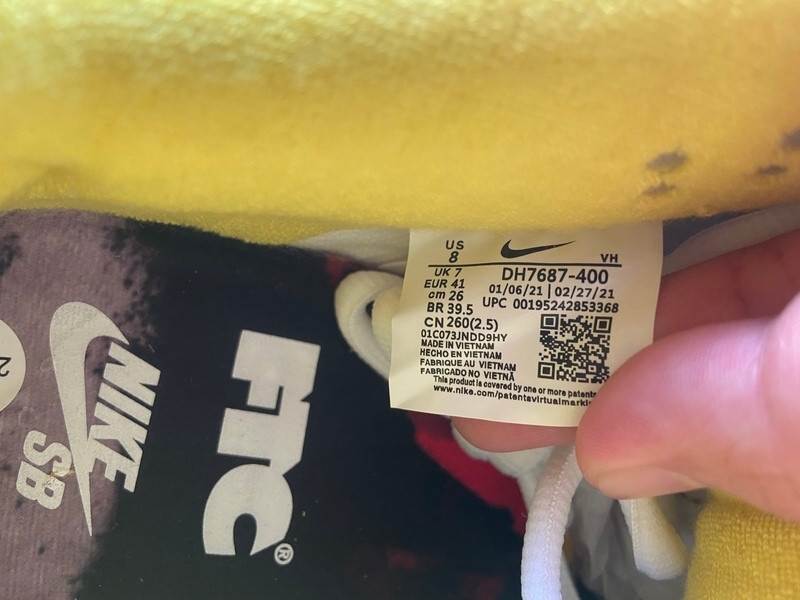 US
8
VH
UK 7
EUR 41
cm 26
BR 39.5
CN 260(2.5)
DH7687-400
01/06/21 | 02/27/21
UPC 00195242853368
01C073JNDD9HY
MADE IN VIETNAM
HECHO EN VIETNAM
FABRIQUE AU VIETNAM
FABRICADO NO VIETNÃ
This product is covered by one or more patents
www.nike.com/patentsvirtualmarki
NIKE
SB
FTC®
2